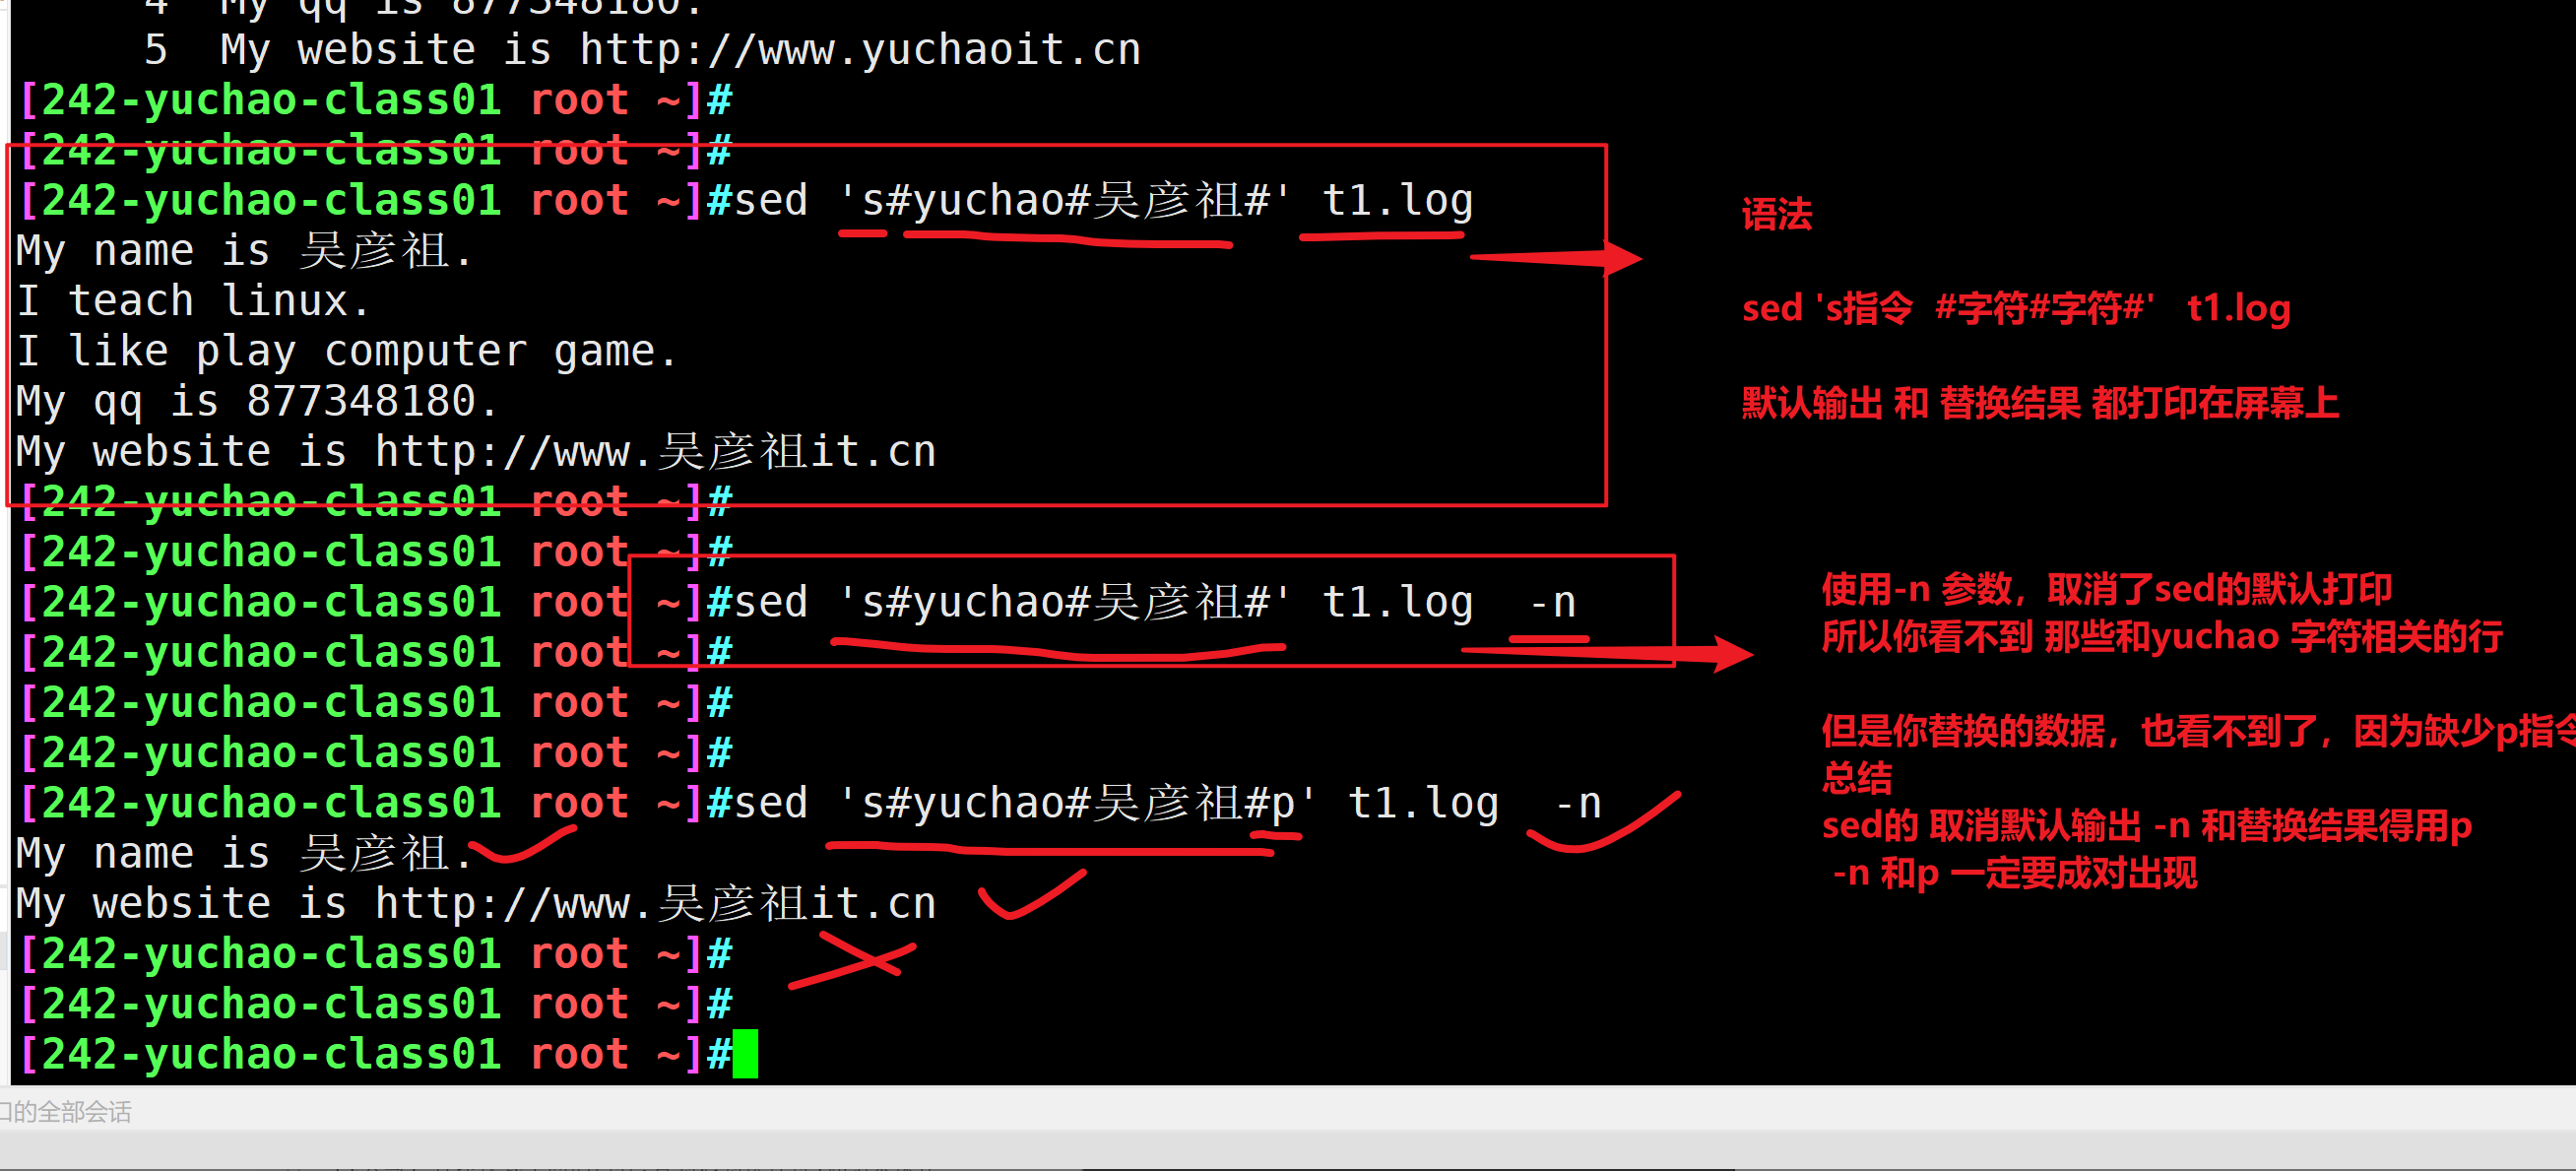 4  My qq is 877348180.
5  My website is http://www.yuchaoit.cn
[242-yuchao-class01 root ~]#
[242-yuchao-class01 root ~]#
[242-yuchao-class01 root ~]#sed 's#yuchao#吴彦祖#' t1.log
My name is 吴彦祖.
I teach linux.
I like play computer game.
My qq is 877348180.
My website is http://www.吴彦祖it.cn
[242-yuchao-class01 root ~]#
[242-yuchao-class01 root ~]#
[242-yuchao-class01 root ~]#sed 's#yuchao#吴彦祖#' t1.log  -n
[242-yuchao-class01 root ~]#
[242-yuchao-class01 root ~]#
[242-yuchao-class01 root ~]#
[242-yuchao-class01 root ~]#sed 's#yuchao#吴彦祖#p' t1.log  -n
My name is 吴彦祖.
My website is http://www.吴彦祖it.cn
[242-yuchao-class01 root ~]#
[242-yuchao-class01 root ~]#
[242-yuchao-class01 root ~]#
语法
sed 's指令  #字符#字符#'   t1.log
默认输出 和 替换结果 都打印在屏幕上
使用-n 参数，取消了sed的默认打印
所以你看不到 那些和yuchao 字符相关的行
但是你替换的数据，也看不到了，因为缺少p指令
总结
sed的 取消默认输出 -n 和替换结果得用p
-n 和p 一定要成对出现
口的全部会话